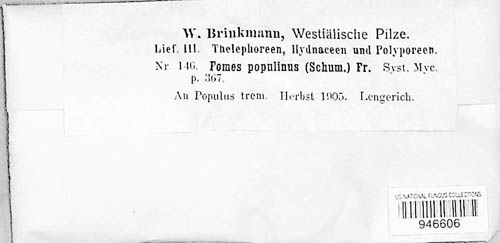 W. Brinkmann, Westfälische Pilze.
Lief. III. Thelephoreen, Hydnaceen und Polyporeen.
Nr. 146. Fomes populinus (Schum.) Fr. Syst. Myc.
p. 367.
An Populus trem. Herbst 1905. Lengerich.
US NATIONAL FUNGUS COLLECTIONS
946606